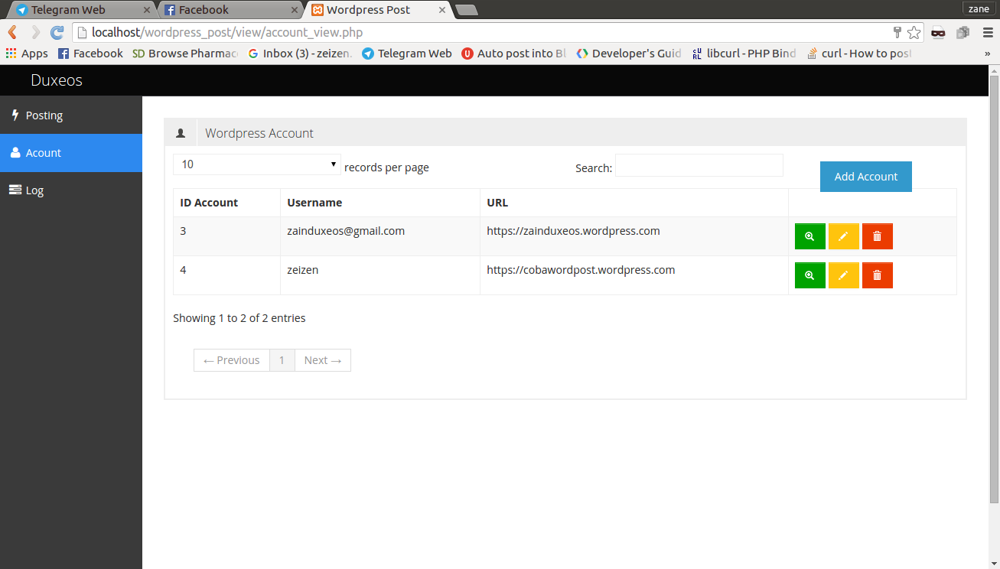 Telegram Web
Facebook
Wordpress Post
zane
localhost/wordpress_post/view/account_view.php
Apps
Facebook
SD Browse Pharmac
Inbox (3) - zeizen.
Telegram Web
Auto post into Bl
Developer's Guid
libcurl - PHP Bind
curl - How to post
»
Duxeos
Posting
Acount
Log
Wordpress Account
10 records per page
Search:
Add Account
ID Account Username URL
3 zainduxeos@gmail.com https://zainduxeos.wordpress.com
4 zeizen https://cobawordpost.wordpress.com
Showing 1 to 2 of 2 entries
← Previous 1 Next →